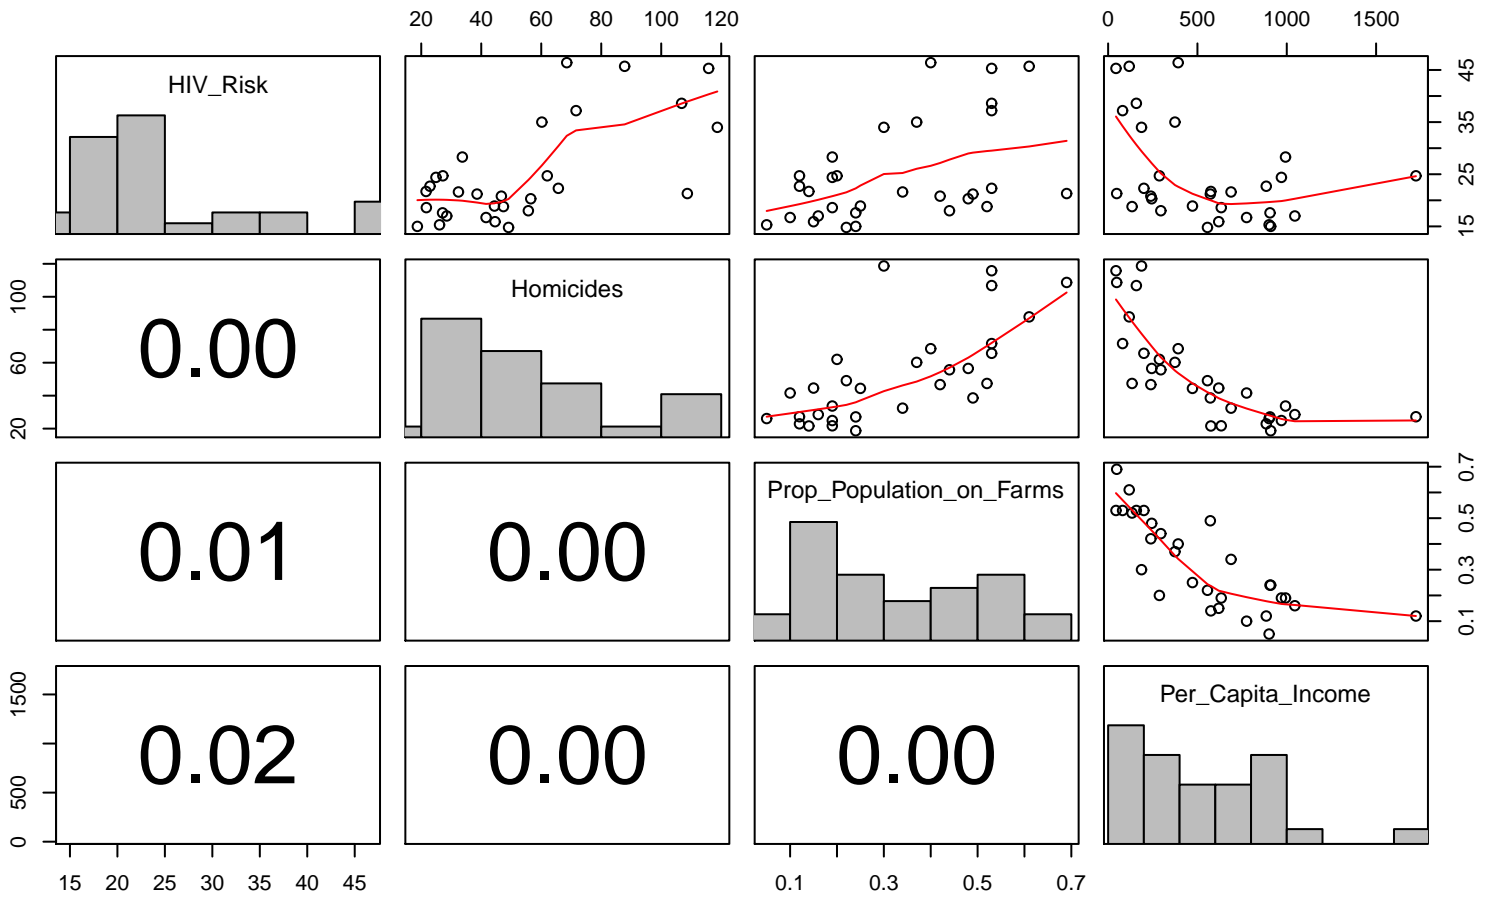 20 40 60 80 100 120
0 500 1000 1500
HIV_Risk
15 25 35 45
20 60 100
0.00
Homicides
0.01
0.00
Prop_Population_on_Farms
0.1 0.3 0.5 0.7
0 500 1500
0.02
0.00
0.00
Per_Capita_Income
15 20 25 30 35 40 45
0.1 0.3 0.5 0.7